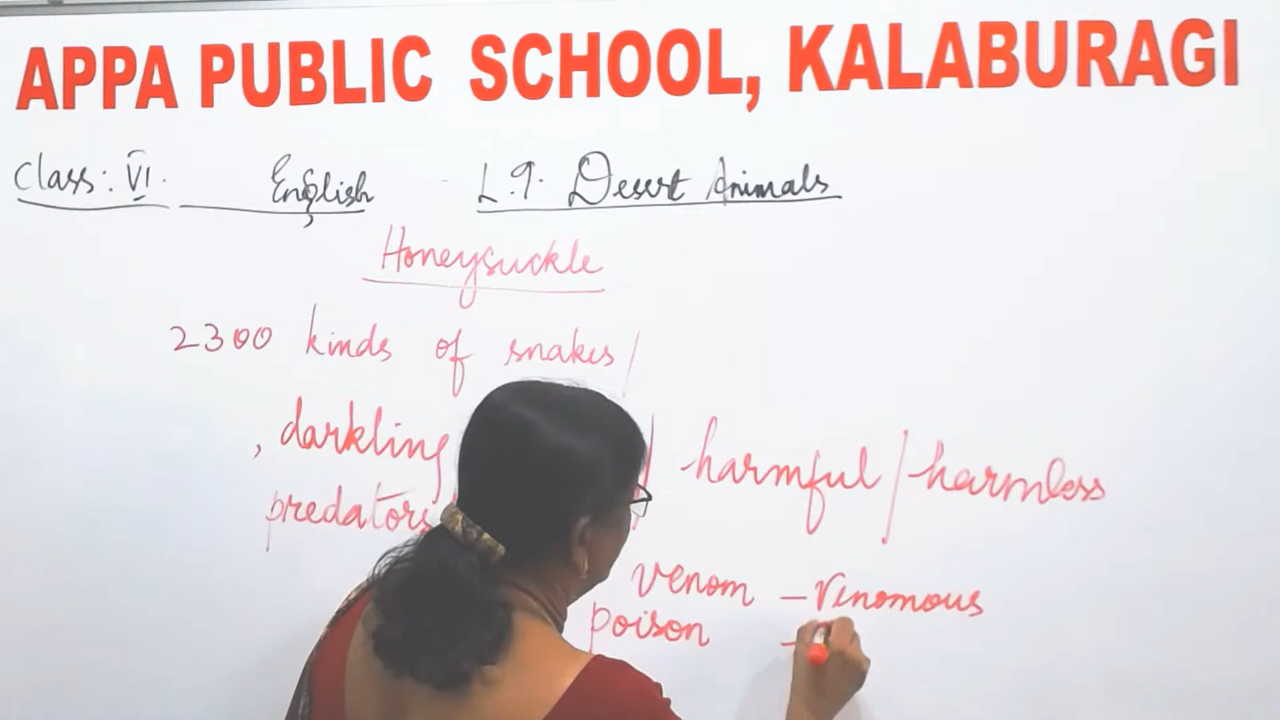 APPA PUBLIC SCHOOL, KALABURAGI
Class: VI. English L.9. Desert Animals
Honeysuckle
2300 kinds of snakes/
, darkling / harmful/harmless
predators
venom - Venomous
poison -